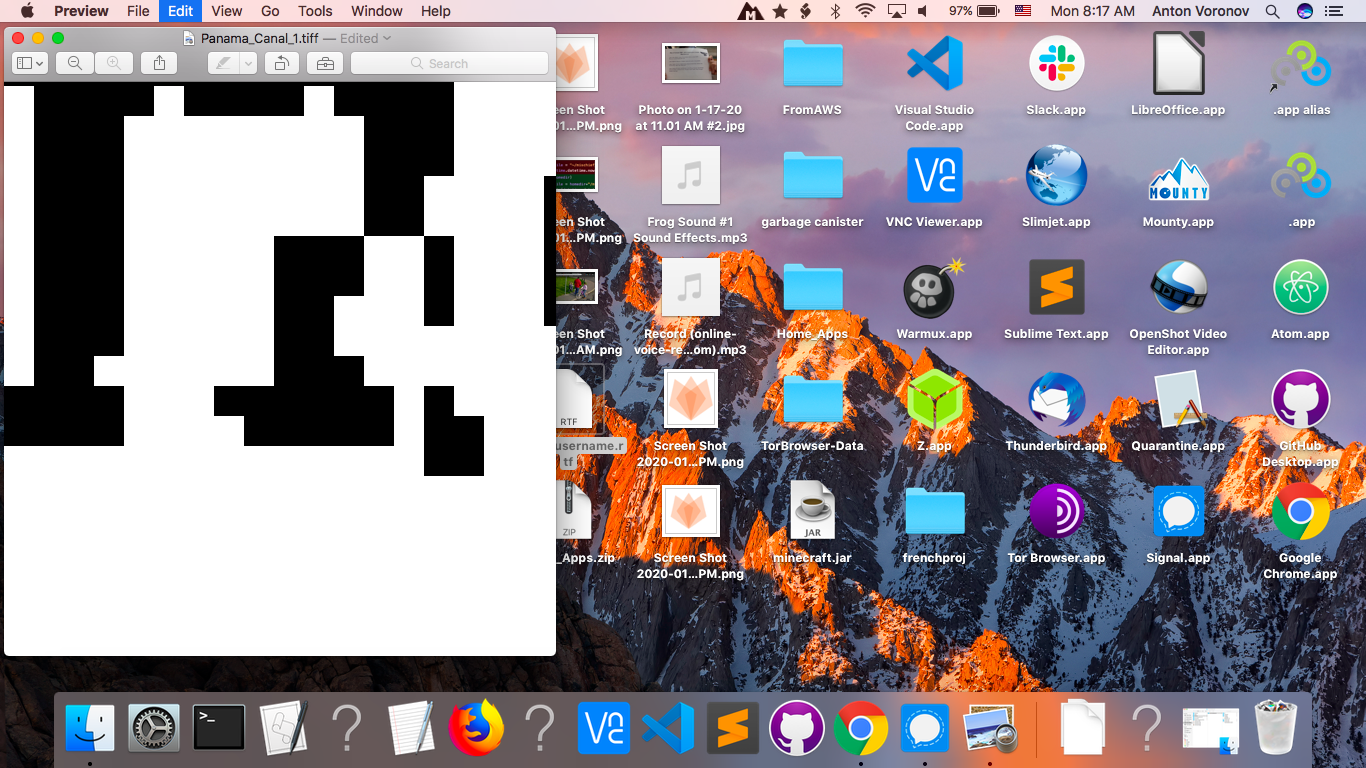 Preview File Edit View Go Tools Window Help
97% Mon 8:17 AM Anton Voronov
Panama_Canal_1.tiff — Edited
Search
een Shot
01...PM.png
Photo on 1-17-20
at 11.01 AM #2.jpg
FromAWS
Visual Studio
Code.app
Slack.app
LibreOffice.app
.app alias
een Shot
01...PM.png
Frog Sound #1
Sound Effects.mp3
garbage canister
VNC Viewer.app
Slimjet.app
MOUNTY
Mounty.app
.app
een Shot
01...AM.png
Record (online-
voice-re...om).mp3
Home_Apps
Warmux.app
Sublime Text.app
OpenShot Video
Editor.app
Atom.app
RTF
username.r
tf
Screen Shot
2020-01...PM.png
TorBrowser-Data
Z.app
Thunderbird.app
Quarantine.app
GitHub
Desktop.app
ZIP
_Apps.zip
Screen Shot
2020-01...PM.png
JAR
minecraft.jar
frenchproj
Tor Browser.app
Signal.app
Google
Chrome.app